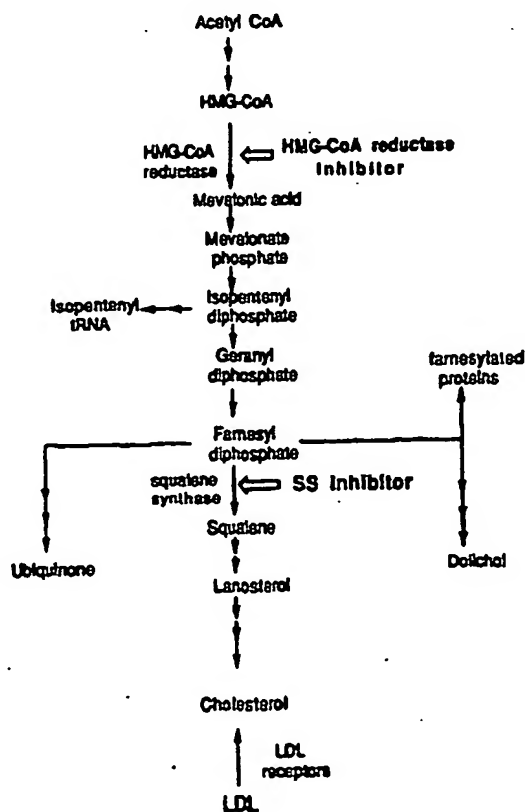 Acetyl CoA
HMG-CoA
HMG-CoA reductase
HMG-CoA reductase
inhibitor
Mevalonic acid
Mevalonate
phosphate
Isopentenyl
tRNA
Isopentenyl
diphosphate
Geranyl
diphosphate
farnesylated
proteins
Farnesyl
diphosphate
squalene
synthase
SS inhibitor
Squalene
Ubiquinone
Dolichol
Lanosterol
Cholesterol
LDL
receptors
LDL